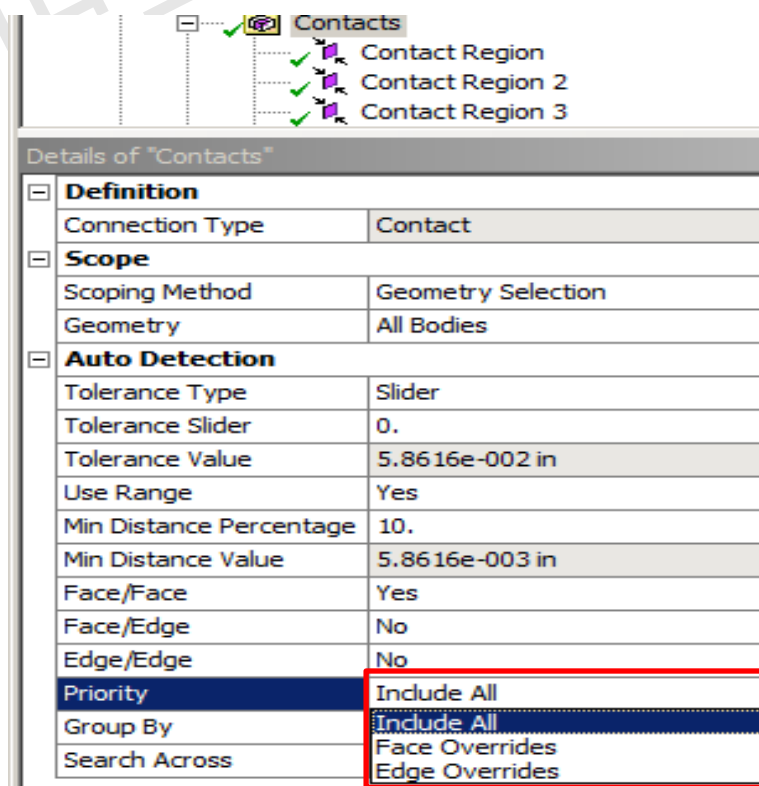 Contacts
Contact Region
Contact Region 2
Contact Region 3
Details of "Contacts"
Definition
Connection Type Contact
Scope
Scoping Method Geometry Selection
Geometry All Bodies
Auto Detection
Tolerance Type Slider
Tolerance Slider 0.
Tolerance Value 5.8616e-002 in
Use Range Yes
Min Distance Percentage 10.
Min Distance Value 5.8616e-003 in
Face/Face Yes
Face/Edge No
Edge/Edge No
Priority Include All
Group By Include All
Face Overrides
Search Across Edge Overrides